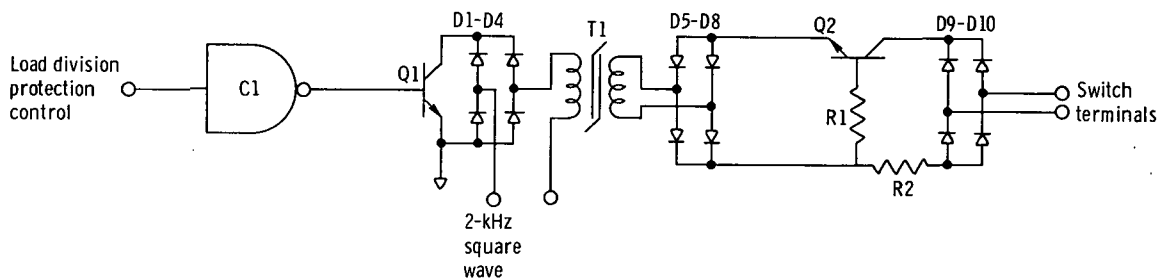 Load division
protection
control
C1
Q1
D1-D4
T1
D5-D8
Q2
D9-D10
R1
R2
Switch
terminals
2-kHz
square
wave